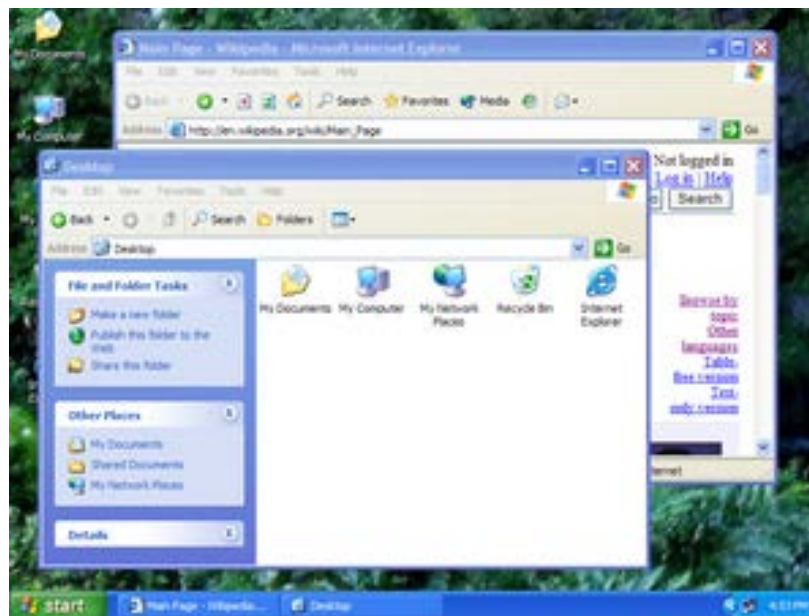 My Documents
Main Page - Wikipedia - Microsoft Internet Explorer
File Edit View Favorites Tools Help
Back Search Favorites Media
My Computer
Address http://en.wikipedia.org/wiki/Main_Page Go
Not logged in
Log in | Help
Search
Desktop
File Edit View Favorites Tools Help
Back Search Folders
Address Desktop Go
File and Folder Tasks
Make a new folder
Publish this folder to the
Web
Share this folder
Other Places
My Documents
Shared Documents
My Network Places
Details
My Documents
My Computer
My Network
Places
Recycle Bin
Internet
Explorer
Browse by
topic
Other
languages
Table-
free version
Text-
only version
start
Main Page - Wikipedia...
Desktop